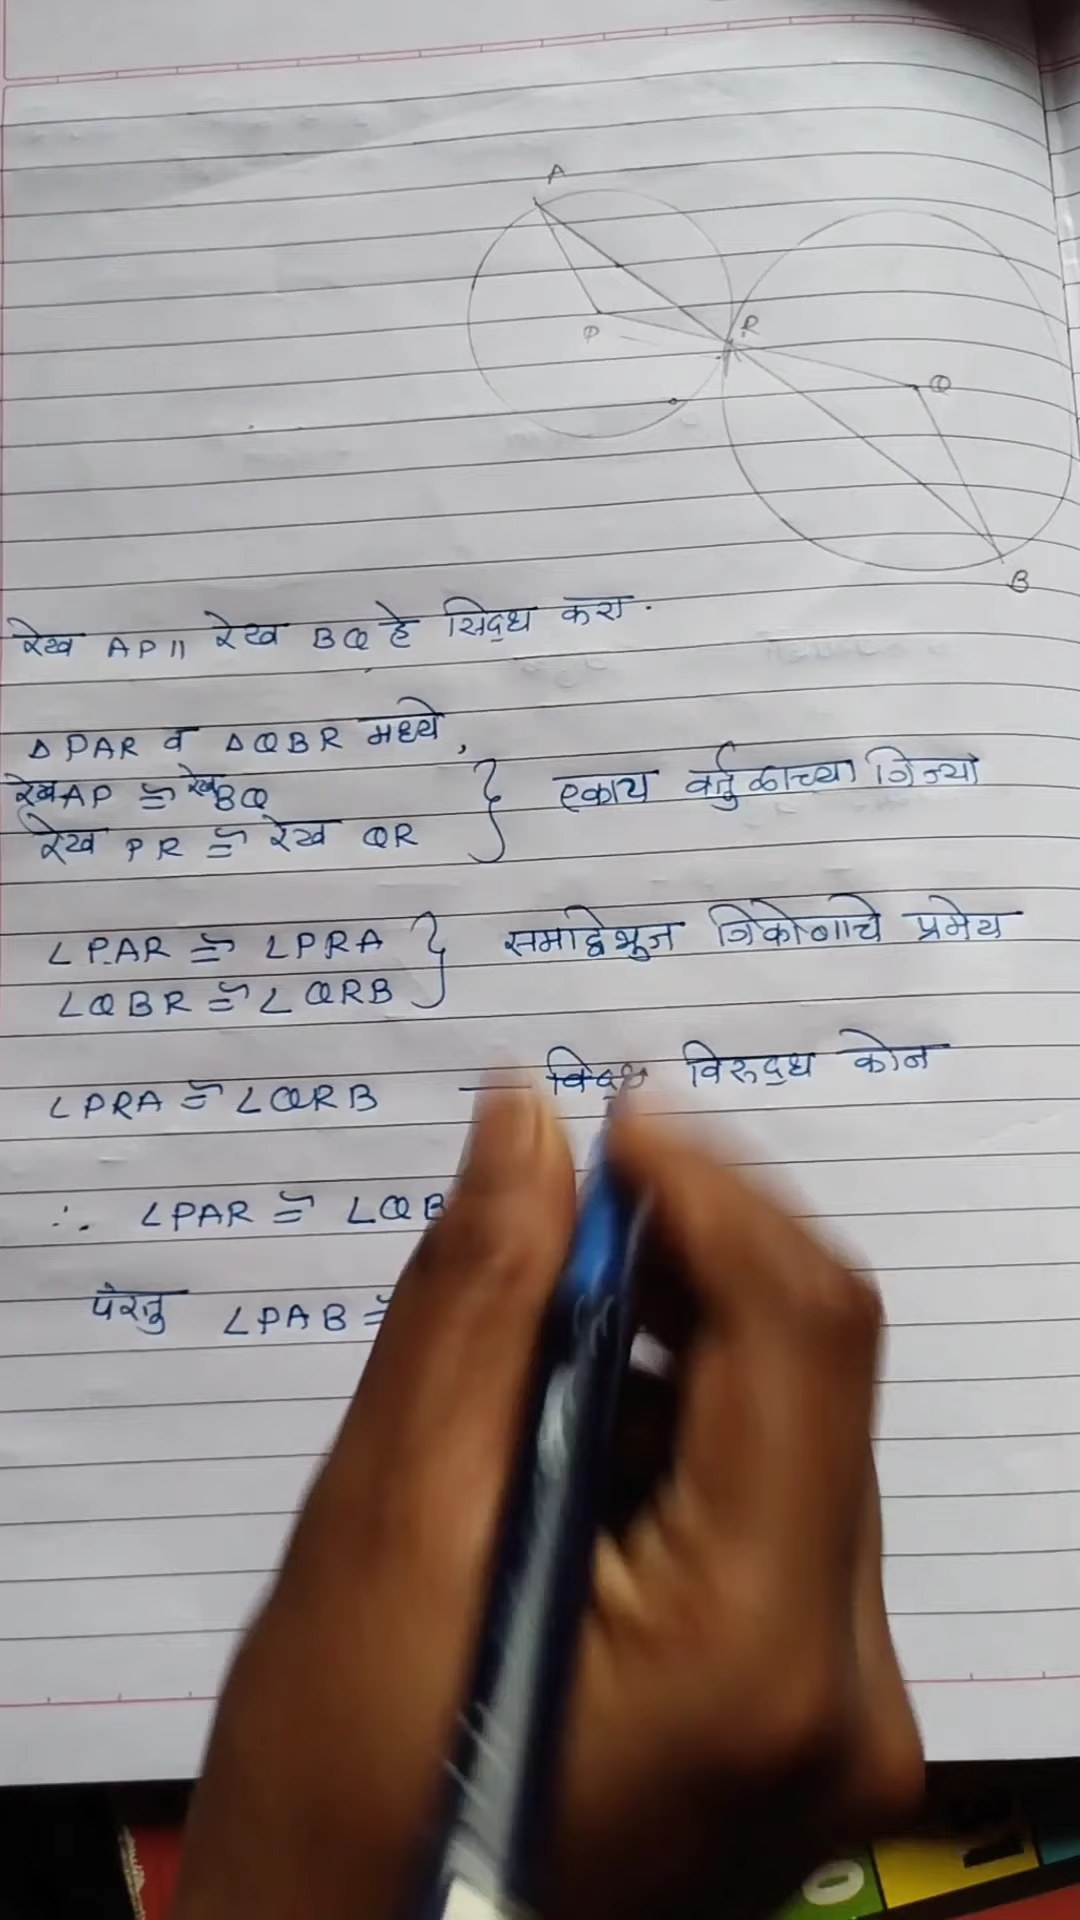 A
P
R
Q
B
रेख AP || रेख BQ हे सिद्ध करा.
△ PAR व △ QBR मध्ये,
रेख AP ≅ रेख BQ
रेख PR ≅ रेख QR
एकाच वर्तुळाच्या त्रिज्या
∠PAR ≅ ∠PRA
∠QBR ≅ ∠QRB
समद्विभुज त्रिकोणाचे प्रमेय
∠PRA ≅ ∠QRB — विरुद्ध कोन
∴ ∠PAR ≅ ∠QB
परंतु ∠PAB ≅